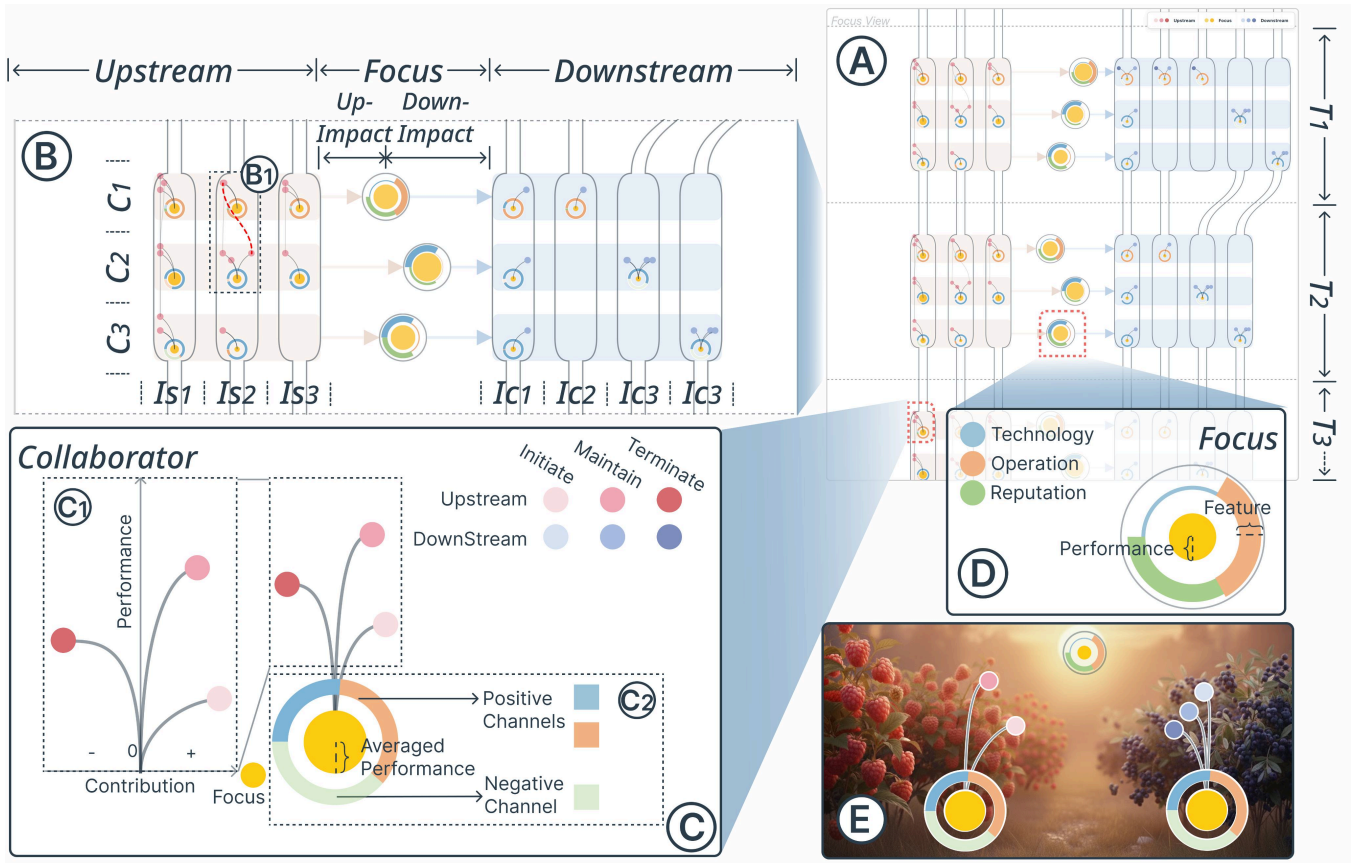 Upstream
Focus
Downstream
Up-
Impact
Down-
Impact
B
B1
C1
C2
C3
Is1
Is2
Is3
Ic1
Ic2
Ic3
Ic3
Focus View
Upstream
Focus
Downstream
A
T1
T2
T3
Collaborator
C1
Performance
-
0
+
Contribution
Focus
Initiate
Maintain
Terminate
Upstream
DownStream
Positive
Channels
C2
Averaged
Performance
Negative
Channel
C
Technology
Operation
Reputation
Focus
Feature
Performance
D
E